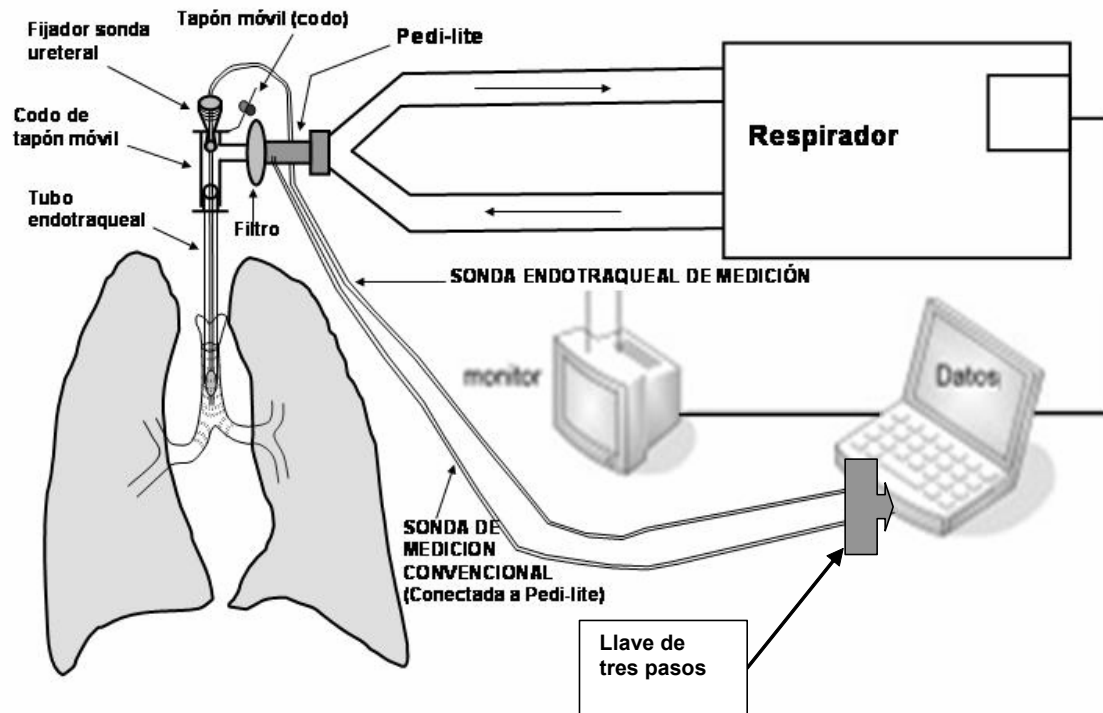 Tapón móvil (codo)
Fijador sonda
ureteral
Pedi-lite
Codo de
tapón móvil
Respirador
Tubo
endotraqueal
Filtro
SONDA ENDOTRAQUEAL DE MEDICIÓN
monitor
Datos
SONDA DE
MEDICION
CONVENCIONAL
(Conectada a Pedi-lite)
Llave de
tres pasos